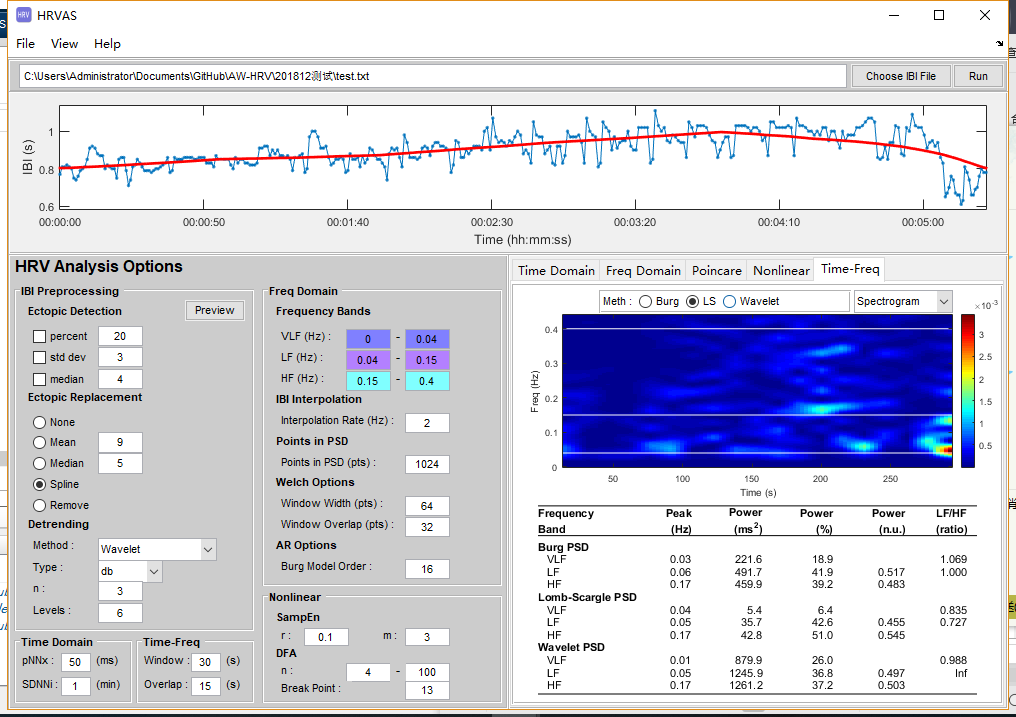 HRV HRVAS
File View Help
C:\Users\Administrator\Documents\GitHub\AW-HRV\201812测试\test.txt Choose IBI File Run
IBI (s)
1
0.8
0.6
00:00:00 00:00:50 00:01:40 00:02:30 00:03:20 00:04:10 00:05:00
Time (hh:mm:ss)
HRV Analysis Options
IBI Preprocessing
Ectopic Detection Preview
percent 20
std dev 3
median 4
Ectopic Replacement
None
Mean 9
Median 5
Spline
Remove
Detrending
Method : Wavelet
Type : db
n : 3
Levels : 6
Time Domain
pNNx : 50 (ms)
SDNNi : 1 (min)
Time-Freq
Window : 30 (s)
Overlap : 15 (s)
Freq Domain
Frequency Bands
VLF (Hz) : 0 - 0.04
LF (Hz) : 0.04 - 0.15
HF (Hz) : 0.15 - 0.4
IBI Interpolation
Interpolation Rate (Hz) : 2
Points in PSD
Points in PSD (pts) : 1024
Welch Options
Window Width (pts) : 64
Window Overlap (pts) : 32
AR Options
Burg Model Order : 16
Nonlinear
SampEn
r : 0.1 m : 3
DFA
n : 4 - 100
Break Point : 13
Time Domain Freq Domain Poincare Nonlinear Time-Freq
Meth : Burg LS Wavelet Spectrogram
×10⁻³
Freq (Hz)
0.4
0.3
0.2
0.1
0
50 100 150 200 250
Time (s)
3
2.5
2
1.5
1
0.5
Frequency Peak Power Power Power LF/HF
Band (Hz) (ms²) (%) (n.u.) (ratio)
Burg PSD
VLF 0.03 221.6 18.9 1.069
LF 0.06 491.7 41.9 0.517 1.000
HF 0.17 459.9 39.2 0.483
Lomb-Scargle PSD
VLF 0.04 5.4 6.4 0.835
LF 0.05 35.7 42.6 0.455 0.727
HF 0.17 42.8 51.0 0.545
Wavelet PSD
VLF 0.01 879.9 26.0 0.988
LF 0.05 1245.9 36.8 0.497 Inf
HF 0.17 1261.2 37.2 0.503